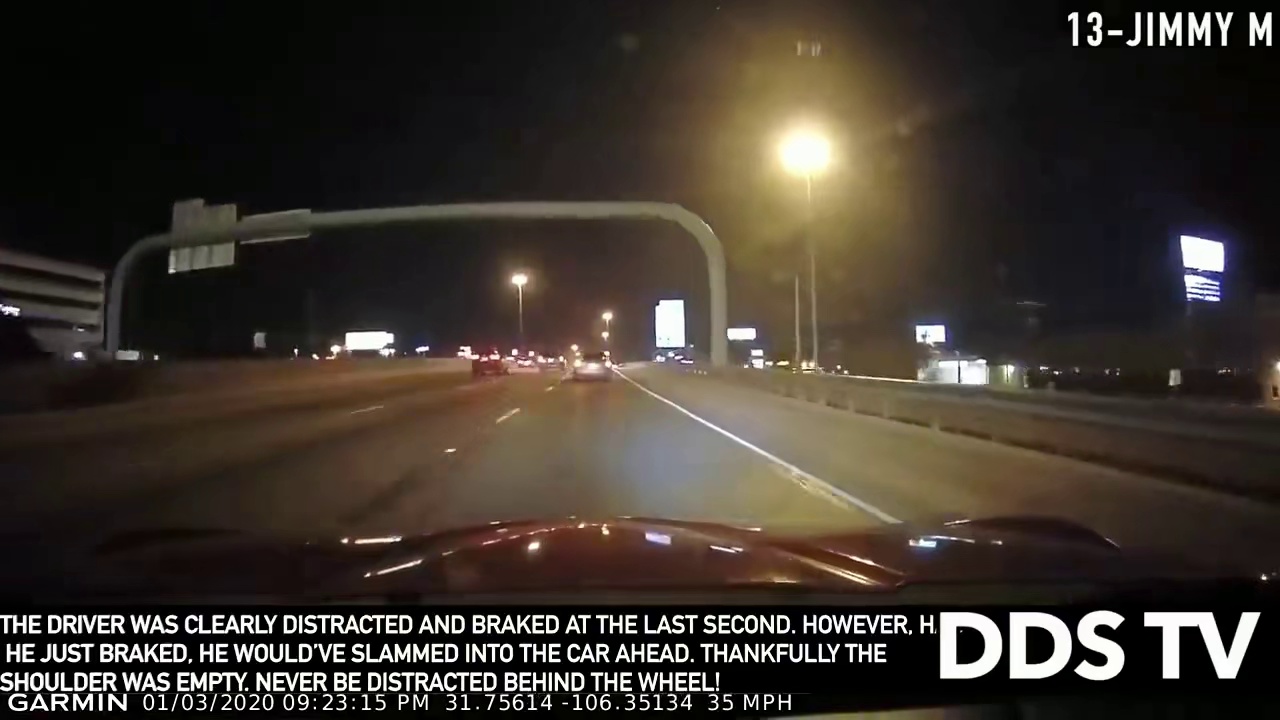 13-JIMMY M
THE DRIVER WAS CLEARLY DISTRACTED AND BRAKED AT THE LAST SECOND. HOWEVER, H
HE JUST BRAKED, HE WOULD'VE SLAMMED INTO THE CAR AHEAD. THANKFULLY THE
SHOULDER WAS EMPTY. NEVER BE DISTRACTED BEHIND THE WHEEL!
DDS TV
GARMIN 01/03/2020 09:23:15 PM 31.75614 -106.35134 35 MPH